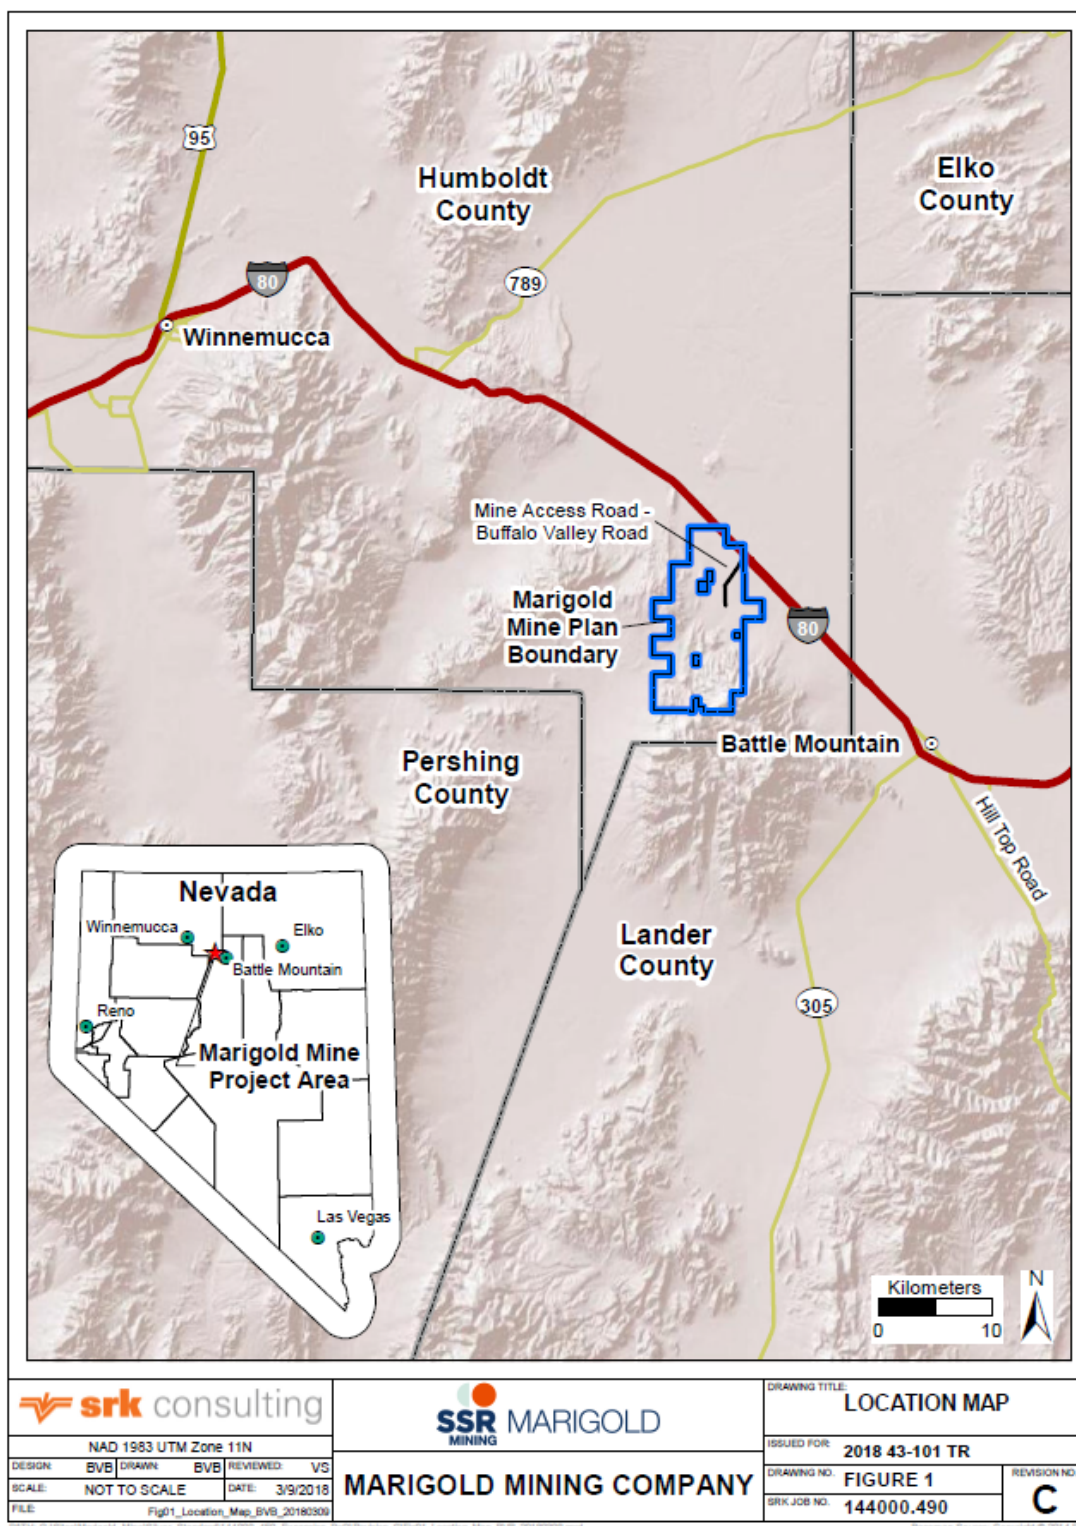 95
Humboldt
County
Elko
County
80
789
Winnemucca
Mine Access Road -
Buffalo Valley Road
Marigold
Mine Plan
Boundary
80
Battle Mountain
Pershing
County
Hill Top Road
Lander
County
305
Nevada
Winnemucca
Elko
Battle Mountain
Reno
Marigold Mine
Project Area
Las Vegas
Kilometers
0 10
N
srk consulting
NAD 1983 UTM Zone 11N
DESIGN: BVB DRAWN: BVB REVIEWED: VS
SCALE: NOT TO SCALE DATE: 3/9/2018
FILE: Fig01_Location_Map_BVB_20180309
SSR MARIGOLD
MINING
MARIGOLD MINING COMPANY
DRAWING TITLE:
LOCATION MAP
ISSUED FOR: 2018 43-101 TR
DRAWING NO. FIGURE 1
SRK JOB NO. 144000.490
REVISION NO.
C